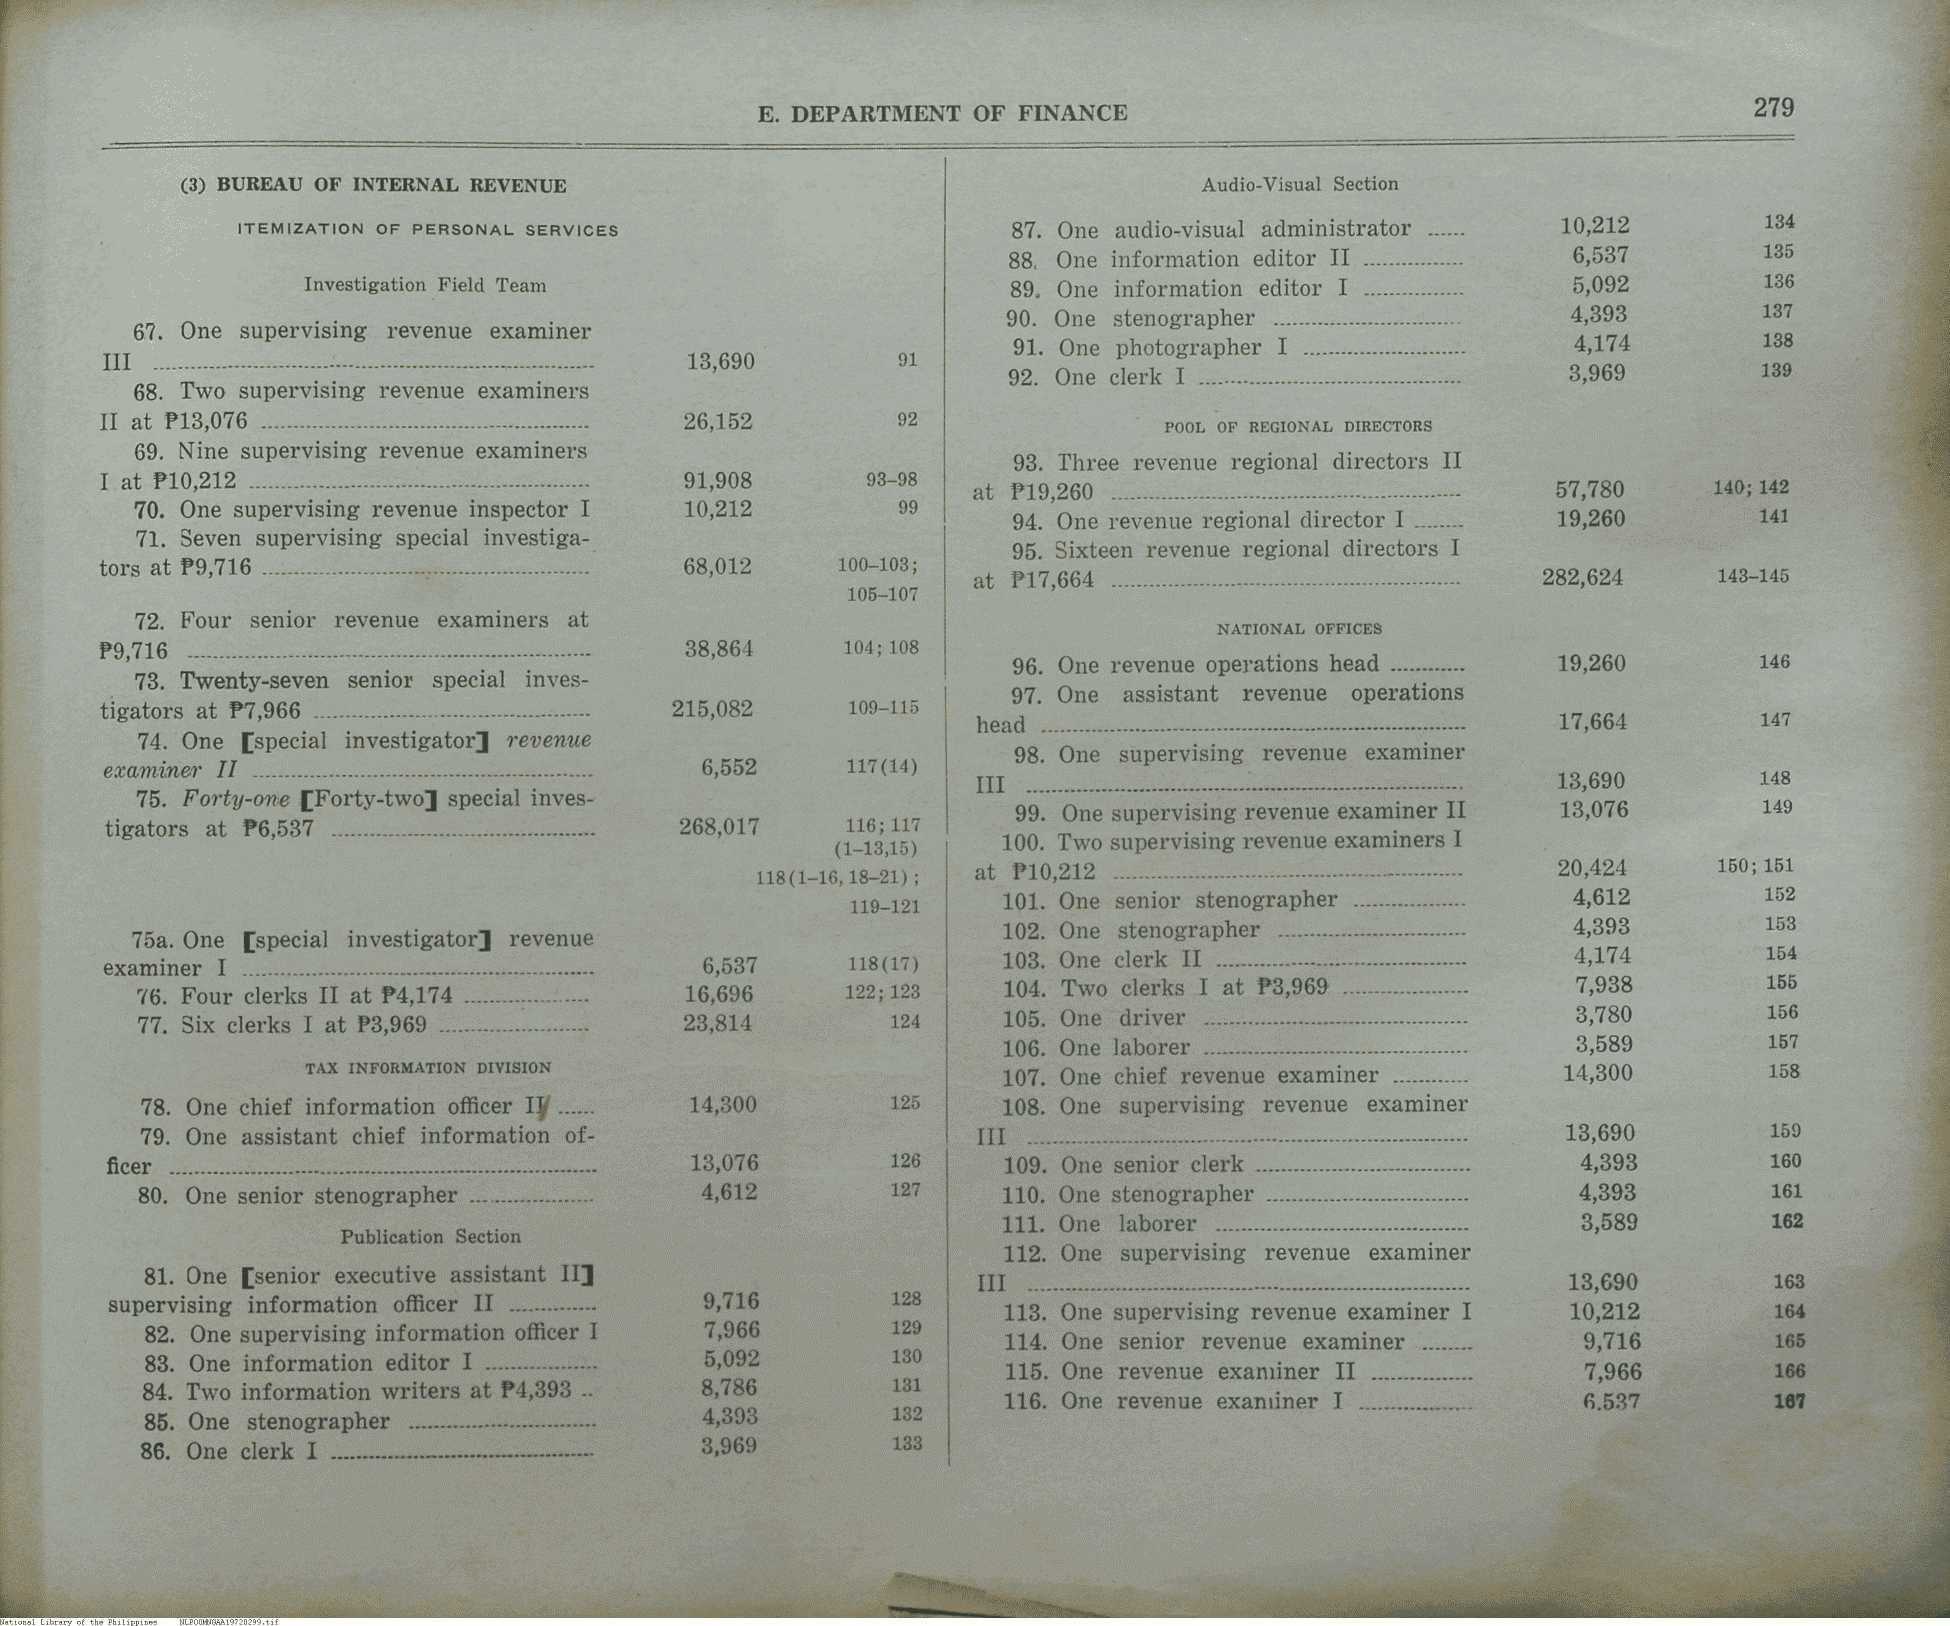 E. DEPARTMENT OF FINANCE
279
(3) BUREAU OF INTERNAL REVENUE
ITEMIZATION OF PERSONAL SERVICES
Investigation Field Team
67. One supervising revenue examiner
III ........ 13,690 91
68. Two supervising revenue examiners
II at ₱13,076 ........ 26,152 92
69. Nine supervising revenue examiners
I at ₱10,212 ........ 91,908 93–98
70. One supervising revenue inspector I 10,212 99
71. Seven supervising special investiga-
tors at ₱9,716 ........ 68,012 100–103;
105–107
72. Four senior revenue examiners at
₱9,716 ........ 38,864 104; 108
73. Twenty-seven senior special inves-
tigators at ₱7,966 ........ 215,082 109–115
74. One [special investigator] revenue
examiner II ........ 6,552 117(14)
75. Forty-one [Forty-two] special inves-
tigators at ₱6,537 ........ 268,017 116; 117
(1–13,15)
118(1–16, 18–21);
119–121
75a. One [special investigator] revenue
examiner I ........ 6,537 118(17)
76. Four clerks II at ₱4,174 ........ 16,696 122; 123
77. Six clerks I at ₱3,969 ........ 23,814 124
TAX INFORMATION DIVISION
78. One chief information officer II ...... 14,300 125
79. One assistant chief information of-
ficer ........ 13,076 126
80. One senior stenographer ........ 4,612 127
Publication Section
81. One [senior executive assistant II]
supervising information officer II ........ 9,716 128
82. One supervising information officer I 7,966 129
83. One information editor I ........ 5,092 130
84. Two information writers at ₱4,393 .. 8,786 131
85. One stenographer ........ 4,393 132
86. One clerk I ........ 3,969 133
Audio-Visual Section
87. One audio-visual administrator ...... 10,212 134
88. One information editor II ........ 6,537 135
89. One information editor I ........ 5,092 136
90. One stenographer ........ 4,393 137
91. One photographer I ........ 4,174 138
92. One clerk I ........ 3,969 139
POOL OF REGIONAL DIRECTORS
93. Three revenue regional directors II
at ₱19,260 ........ 57,780 140; 142
94. One revenue regional director I ........ 19,260 141
95. Sixteen revenue regional directors I
at ₱17,664 ........ 282,624 143–145
NATIONAL OFFICES
96. One revenue operations head ........ 19,260 146
97. One assistant revenue operations
head ........ 17,664 147
98. One supervising revenue examiner
III ........ 13,690 148
99. One supervising revenue examiner II 13,076 149
100. Two supervising revenue examiners I
at ₱10,212 ........ 20,424 150; 151
101. One senior stenographer ........ 4,612 152
102. One stenographer ........ 4,393 153
103. One clerk II ........ 4,174 154
104. Two clerks I at ₱3,969 ........ 7,938 155
105. One driver ........ 3,780 156
106. One laborer ........ 3,589 157
107. One chief revenue examiner ........ 14,300 158
108. One supervising revenue examiner
III ........ 13,690 159
109. One senior clerk ........ 4,393 160
110. One stenographer ........ 4,393 161
111. One laborer ........ 3,589 162
112. One supervising revenue examiner
III ........ 13,690 163
113. One supervising revenue examiner I 10,212 164
114. One senior revenue examiner ........ 9,716 165
115. One revenue examiner II ........ 7,966 166
116. One revenue examiner I ........ 6,537 167
National Library of the Philippines NLPOOMNGAA19720299.tif